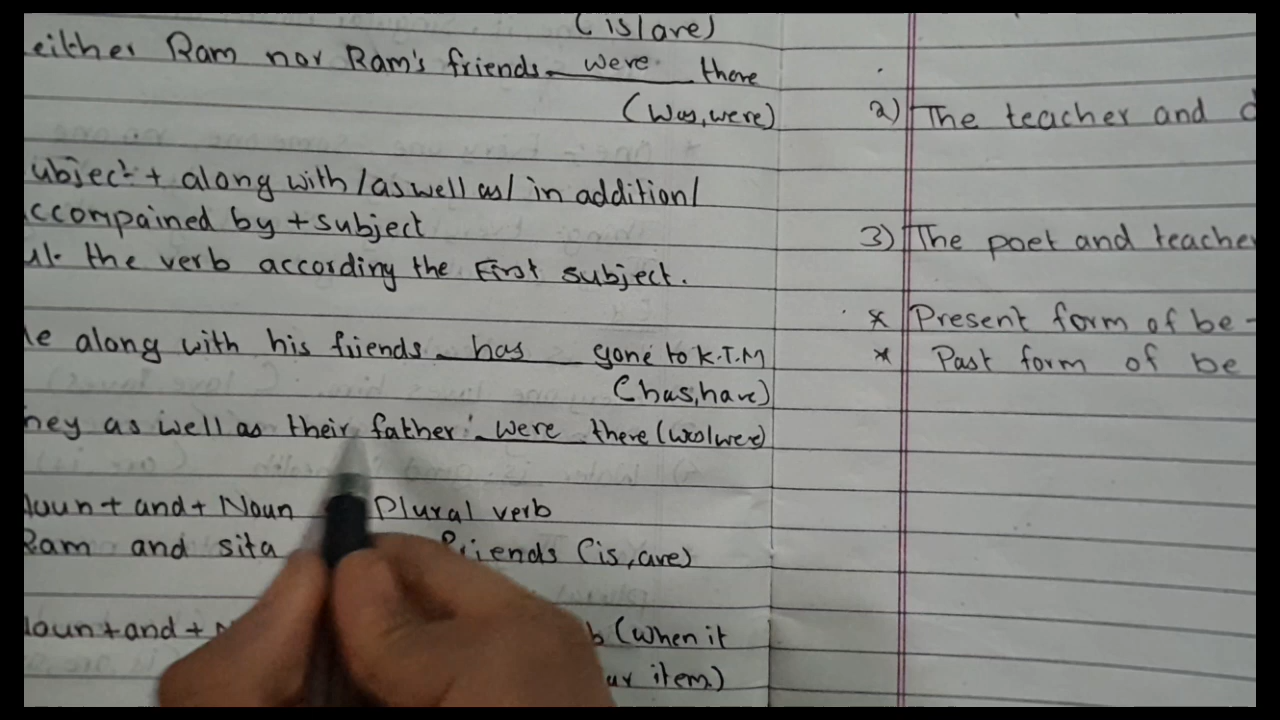 (is/are)
either Ram nor Ram's friends were there
(was, were)
ubject + along with/as well as/ in addition/
ccompained by + subject
the verb according the First subject.
le along with his friends has gone to K.T.M
(has, have)
hey as well as their father were there (was/were)
Noun + and + Noun Plural verb
Ram and sita friends (is, are)
Noun + and + b (when it
item)
2) The teacher and
3) The poet and teacher
* Present form of be -
* Past form of be